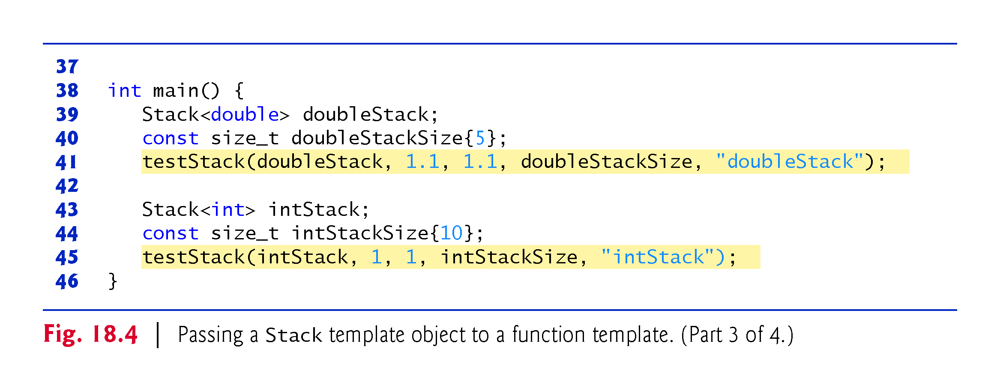 37
38 int main() {
39 Stack<double> doubleStack;
40 const size_t doubleStackSize{5};
41 testStack(doubleStack, 1.1, 1.1, doubleStackSize, "doubleStack");
42
43 Stack<int> intStack;
44 const size_t intStackSize{10};
45 testStack(intStack, 1, 1, intStackSize, "intStack");
46 }
Fig. 18.4 | Passing a Stack template object to a function template. (Part 3 of 4.)